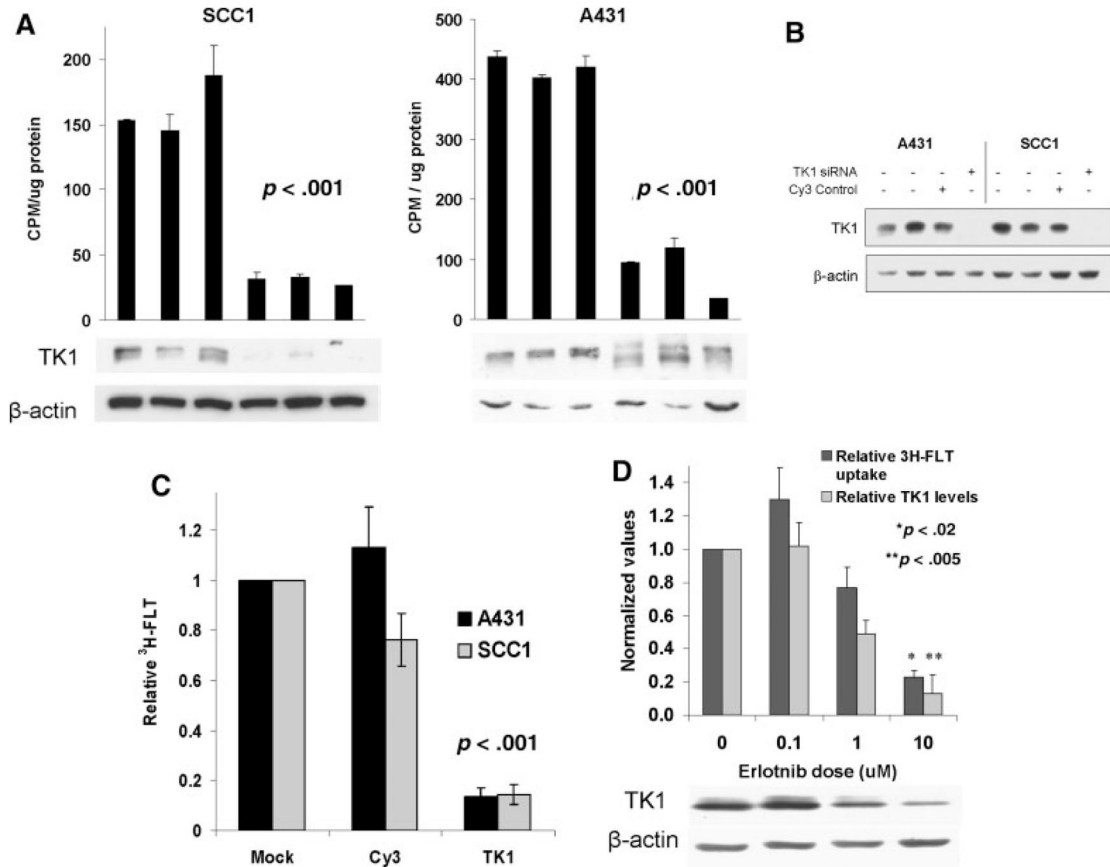 A
SCC1
CPM/ug protein
200
150
100
50
0
p < .001
TK1
β-actin
A431
CPM / ug protein
500
400
300
200
100
0
p < .001
B
A431 SCC1
TK1 siRNA - - - + - - - +
Cy3 Control - - + - - + -
TK1
β-actin
C
Relative ³H-FLT
1.2
1
0.8
0.6
0.4
0.2
0
A431
SCC1
p < .001
Mock Cy3 TK1
D
Relative 3H-FLT
uptake
Relative TK1 levels
*p < .02
**p < .005
Normalized values
1.4
1.2
1.0
0.8
0.6
0.4
0.2
0.0
* **
0 0.1 1 10
Erlotnib dose (uM)
TK1
β-actin